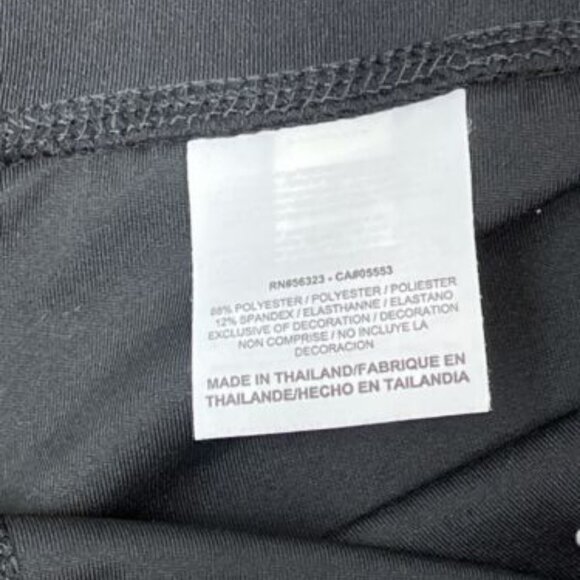 RN#56323 - CA#05553
88% POLYESTER / POLYESTER / POLIESTER
12% SPANDEX / ELASTHANNE / ELASTANO
EXCLUSIVE OF DECORATION / DECORATION
NON COMPRISE / NO INCLUYE LA
DECORACION
MADE IN THAILAND/FABRIQUE EN
THAILANDE/HECHO EN TAILANDIA